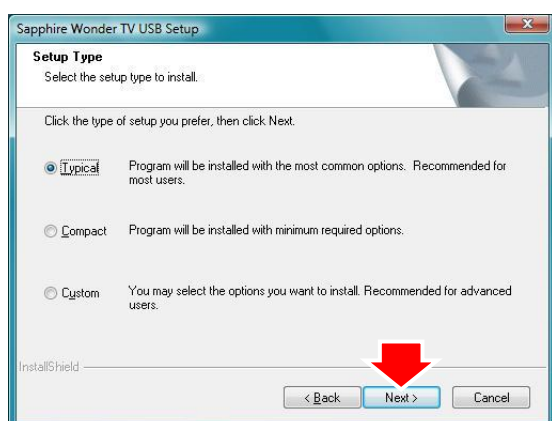 Sapphire Wonder TV USB Setup
Setup Type
Select the setup type to install.
Click the type of setup you prefer, then click Next.
Typical
Program will be installed with the most common options. Recommended for
most users.
Compact
Program will be installed with minimum required options.
Custom
You may select the options you want to install. Recommended for advanced
users.
InstallShield
< Back
Next >
Cancel